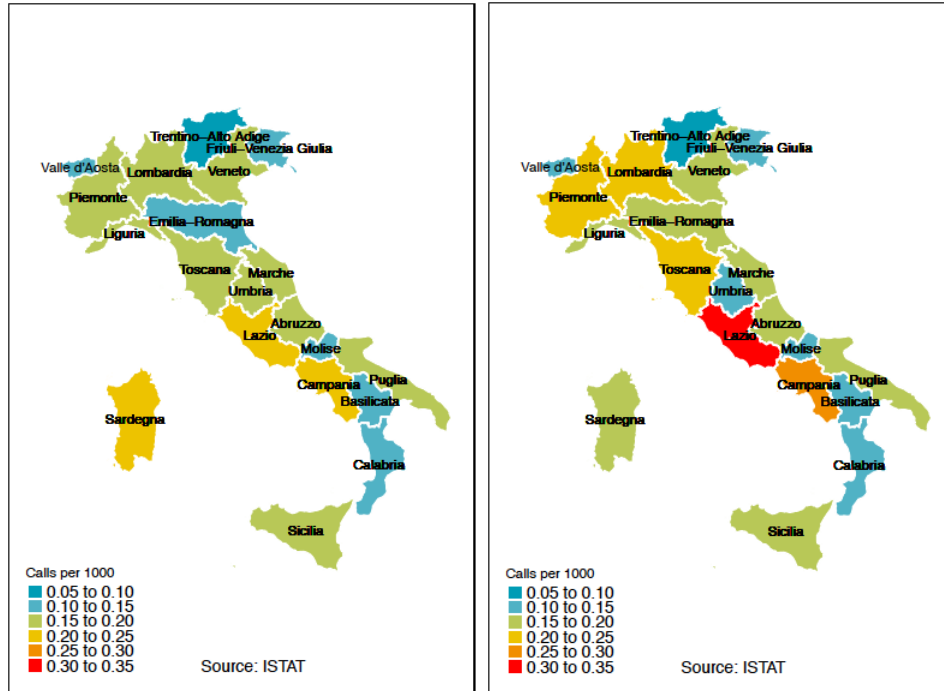 Trentino–Alto Adige
Friuli–Venezia Giulia
Valle d'Aosta
Lombardia
Veneto
Piemonte
Emilia–Romagna
Liguria
Toscana
Marche
Umbria
Abruzzo
Lazio
Molise
Campania
Puglia
Basilicata
Sardegna
Calabria
Sicilia
Calls per 1000
0.05 to 0.10
0.10 to 0.15
0.15 to 0.20
0.20 to 0.25
0.25 to 0.30
0.30 to 0.35
Source: ISTAT
Trentino–Alto Adige
Friuli–Venezia Giulia
Valle d'Aosta
Lombardia
Veneto
Piemonte
Emilia–Romagna
Liguria
Toscana
Marche
Umbria
Abruzzo
Lazio
Molise
Campania
Puglia
Basilicata
Sardegna
Calabria
Sicilia
Calls per 1000
0.05 to 0.10
0.10 to 0.15
0.15 to 0.20
0.20 to 0.25
0.25 to 0.30
0.30 to 0.35
Source: ISTAT